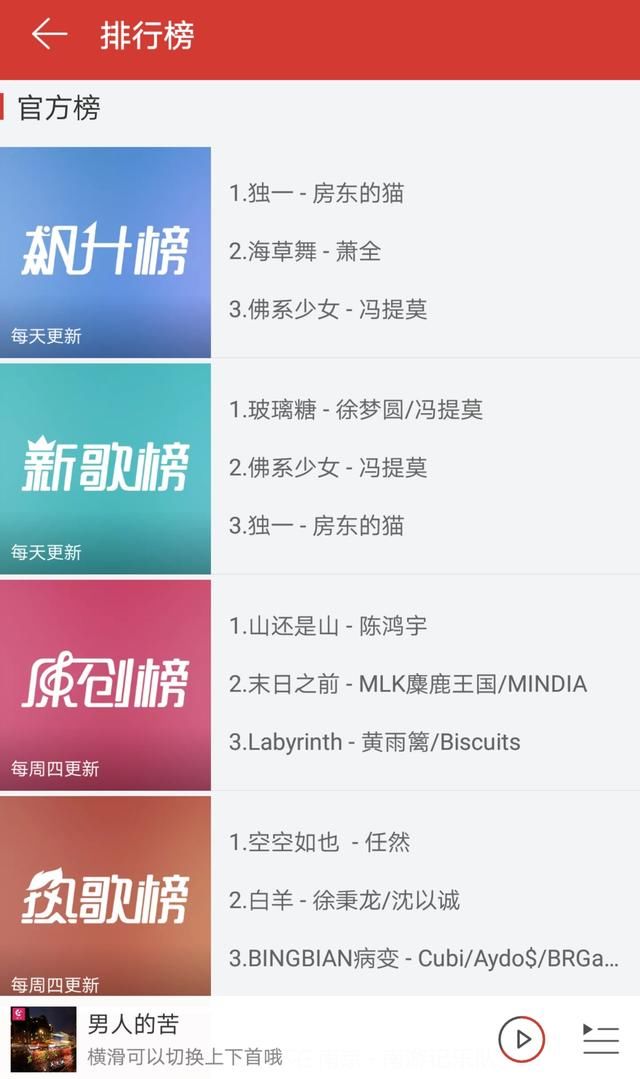 排行榜
官方榜
飙升榜
每天更新
1.独一 - 房东的猫
2.海草舞 - 萧全
3.佛系少女 - 冯提莫
新歌榜
每天更新
1.玻璃糖 - 徐梦圆/冯提莫
2.佛系少女 - 冯提莫
3.独一 - 房东的猫
原创榜
每周四更新
1.山还是山 - 陈鸿宇
2.末日之前 - MLK麋鹿王国/MINDIA
3.Labyrinth - 黄雨篱/Biscuits
热歌榜
每周四更新
1.空空如也 - 任然
2.白羊 - 徐秉龙/沈以诚
3.BINGBIAN病变 - Cubi/Aydo$/BRGa...
男人的苦
横滑可以切换上下首哦